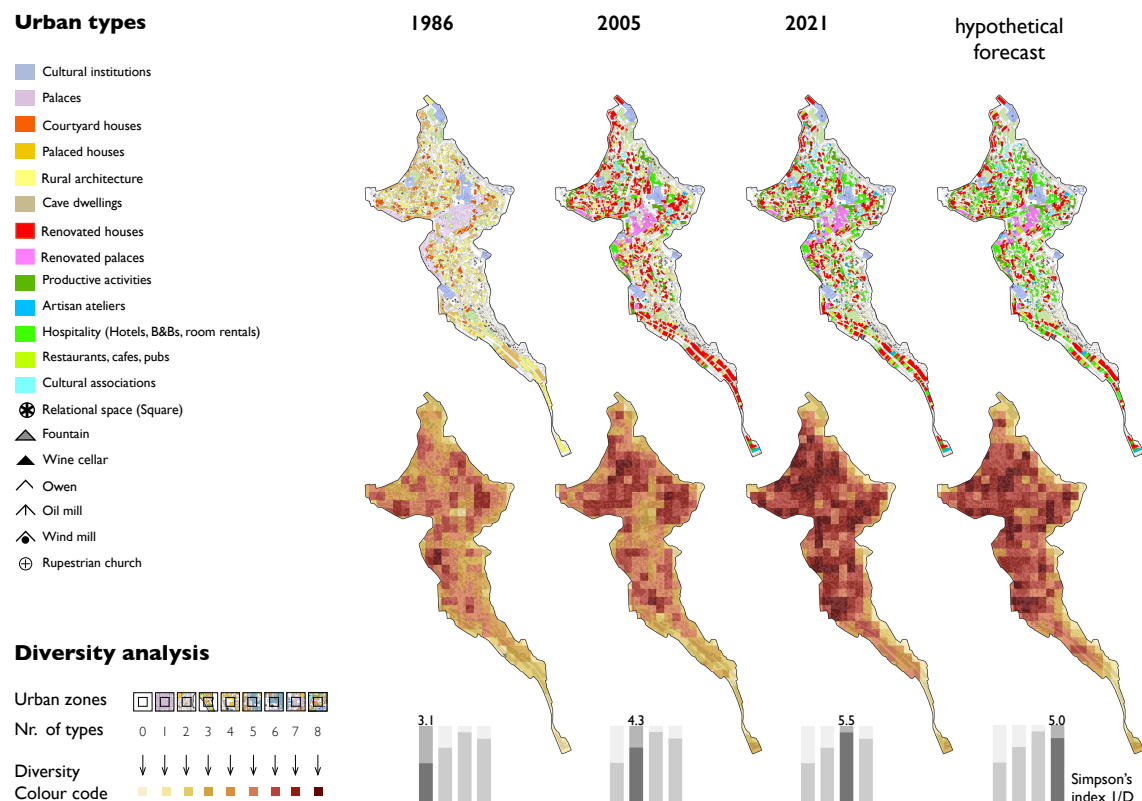 Urban types
1986
2005
2021
hypothetical
forecast
Cultural institutions
Palaces
Courtyard houses
Palaced houses
Rural architecture
Cave dwellings
Renovated houses
Renovated palaces
Productive activities
Artisan ateliers
Hospitality (Hotels, B&Bs, room rentals)
Restaurants, cafes, pubs
Cultural associations
Relational space (Square)
Fountain
Wine cellar
Owen
Oil mill
Wind mill
Rupestrian church
Diversity analysis
Urban zones
Nr. of types
0 1 2 3 4 5 6 7 8
Diversity
Colour code
3.1
4.3
5.5
5.0
Simpson's
index 1/D